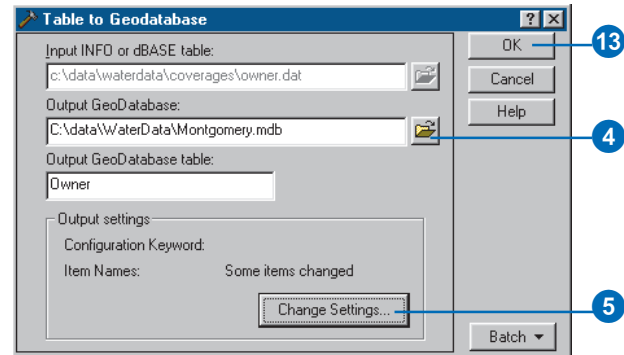 Table to Geodatabase
Input INFO or dBASE table:
c:\data\waterdata\coverages\owner.dat
Output GeoDatabase:
C:\data\WaterData\Montgomery.mdb
Output GeoDatabase table:
Owner
Output settings
Configuration Keyword:
Item Names: Some items changed
Change Settings...
? ×
OK
Cancel
Help
Batch
13
4
5